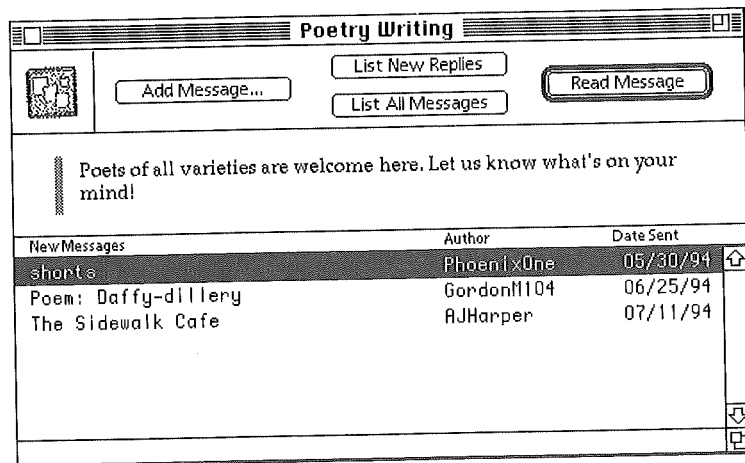 Poetry Writing
Add Message...
List New Replies
List All Messages
Read Message
Poets of all varieties are welcome here. Let us know what's on your
mind!
New Messages Author Date Sent
shorts PhoenixOne 05/30/94
Poem: Daffy-dillery GordonM104 06/25/94
The Sidewalk Cafe AJHarper 07/11/94